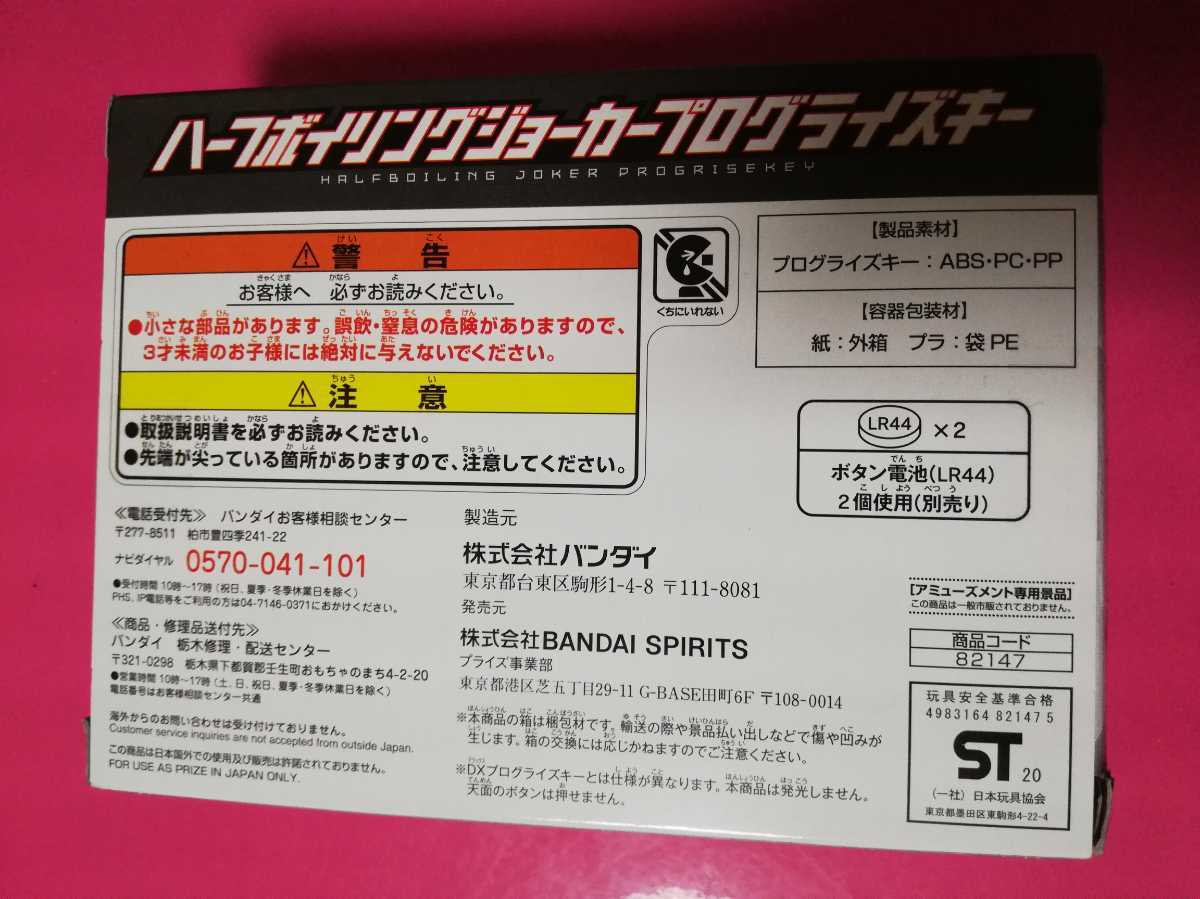 ハーフボイリングジョーカープログライズキー
HALFBOILING JOKER PROGRISEKEY
⚠警告
お客様へ 必ずお読みください。
●小さな部品があります。誤飲・窒息の危険がありますので、
3才未満のお子様には絶対に与えないでください。
⚠注意
●取扱説明書を必ずお読みください。
●先端が尖っている箇所がありますので、注意してください。
くちにいれない
【製品素材】
プログライズキー:ABS・PC・PP
【容器包装材】
紙:外箱 プラ:袋PE
LR44 ×2
ボタン電池(LR44)
2個使用(別売り)
≪電話受付先≫ バンダイお客様相談センター
〒277-8511 柏市豊四季241-22
ナビダイヤル 0570-041-101
●受付時間 10時～17時(祝日、夏季・冬季休業日を除く)
PHS、IP電話等をご利用の方は04-7146-0371におかけください。
≪商品・修理品送付先≫
バンダイ 栃木修理・配送センター
〒321-0298 栃木県下都賀郡壬生町おもちゃのまち4-2-20
●営業時間 10時～17時(土、日、祝日、夏季・冬季休業日を除く)
電話番号はお客様相談センター共通
海外からのお問い合わせは受け付けておりません。
Customer service inquiries are not accepted from outside Japan.
この商品は日本国外での使用及び販売は許諾されておりません。
FOR USE AS PRIZE IN JAPAN ONLY.
製造元
株式会社バンダイ
東京都台東区駒形1-4-8 〒111-8081
発売元
株式会社BANDAI SPIRITS
プライズ事業部
東京都港区芝五丁目29-11 G-BASE田町6F 〒108-0014
※本商品の箱は梱包材です。輸送の際や景品払い出しなどで傷や凹みが
生じます。箱の交換には応じかねますのでご注意ください。
※DXプログライズキーとは仕様が異なります。本商品は発光しません。
天面のボタンは押せません。
【アミューズメント専用景品】
この商品は一般市販されておりません。
商品コード
82147
玩具安全基準合格
4983164 82147 5
ST 20
(一社)日本玩具協会
東京都墨田区東駒形4-22-4